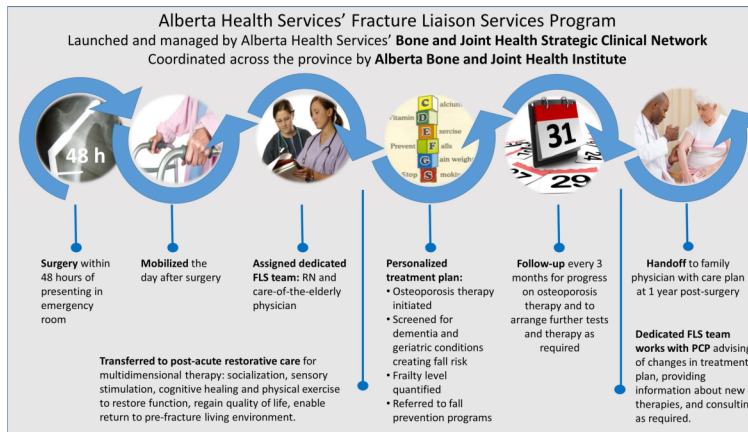 Alberta Health Services' Fracture Liaison Services Program
Launched and managed by Alberta Health Services' Bone and Joint Health Strategic Clinical Network
Coordinated across the province by Alberta Bone and Joint Health Institute
48 h
C alcium
Vitamin D
E xercise
Prevent F alls
G ain weight
Stop S moking
31
24
29
Surgery within
48 hours of
presenting in
emergency
room
Mobilized the
day after surgery
Assigned dedicated
FLS team: RN and
care-of-the-elderly
physician
Transferred to post-acute restorative care for
multidimensional therapy: socialization, sensory
stimulation, cognitive healing and physical exercise
to restore function, regain quality of life, enable
return to pre-fracture living environment.
Personalized
treatment plan:
• Osteoporosis therapy
initiated
• Screened for
dementia and
geriatric conditions
creating fall risk
• Frailty level
quantified
• Referred to fall
prevention programs
Follow-up every 3
months for progress
on osteoporosis
therapy and to
arrange further tests
and therapy as
required
Handoff to family
physician with care plan
at 1 year post-surgery
Dedicated FLS team
works with PCP advising
of changes in treatment
plan, providing
information about new
therapies, and consulting
as required.